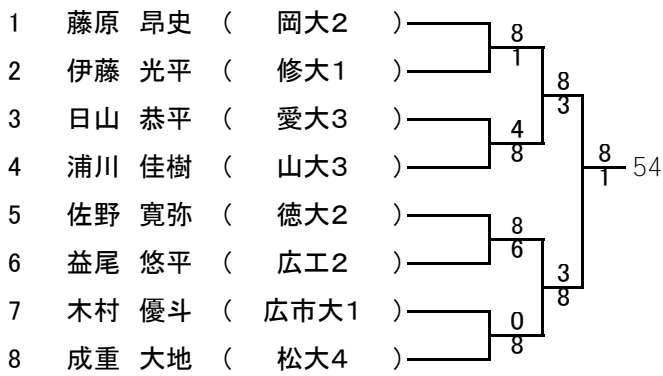 1 藤原 昂史 ( 岡大2 )
8
1
2 伊藤 光平 ( 修大1 )
8
3
3 日山 恭平 ( 愛大3 )
4
8
4 浦川 佳樹 ( 山大3 )
8
1
54
5 佐野 寛弥 ( 徳大2 )
8
6
6 益尾 悠平 ( 広工2 )
3
8
7 木村 優斗 ( 広市大1 )
0
8
8 成重 大地 ( 松大4 )